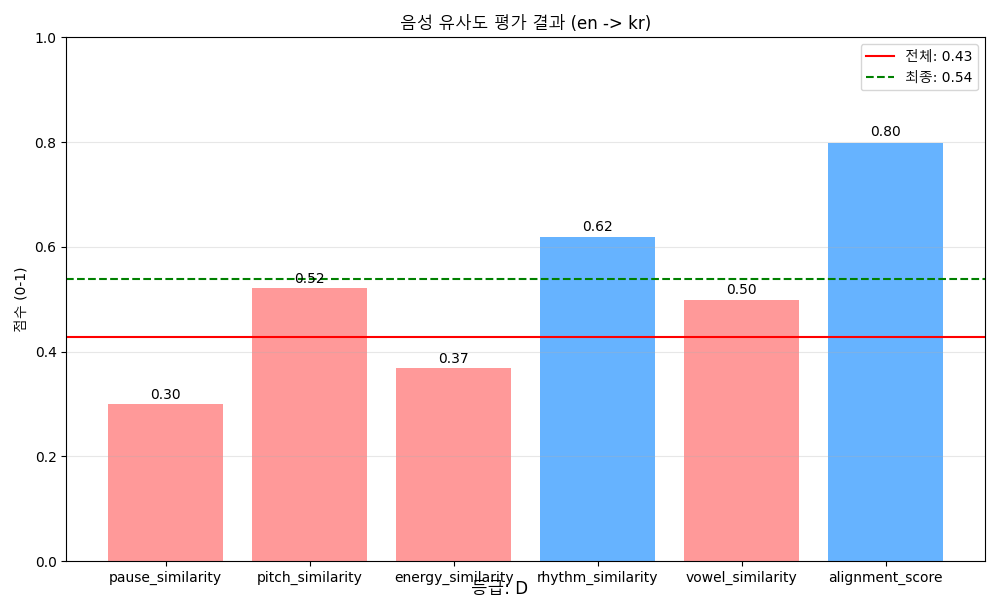 음성 유사도 평가 결과 (en -> kr)
전체: 0.43
최종: 0.54
점수 (0-1)
1.0
0.8
0.6
0.4
0.2
0.0
0.30
0.52
0.37
0.62
0.50
0.80
pause_similarity
pitch_similarity
energy_similarity
rhythm_similarity
vowel_similarity
alignment_score
등급: D